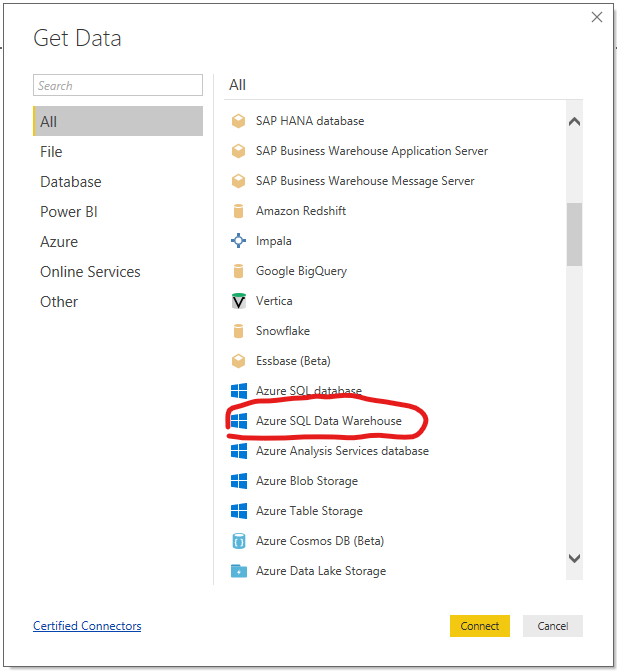 Get Data
Search
All
File
Database
Power BI
Azure
Online Services
Other
All
SAP HANA database
SAP Business Warehouse Application Server
SAP Business Warehouse Message Server
Amazon Redshift
Impala
Google BigQuery
Vertica
Snowflake
Essbase (Beta)
Azure SQL database
Azure SQL Data Warehouse
Azure Analysis Services database
Azure Blob Storage
Azure Table Storage
Azure Cosmos DB (Beta)
Azure Data Lake Storage
Certified Connectors
Connect
Cancel